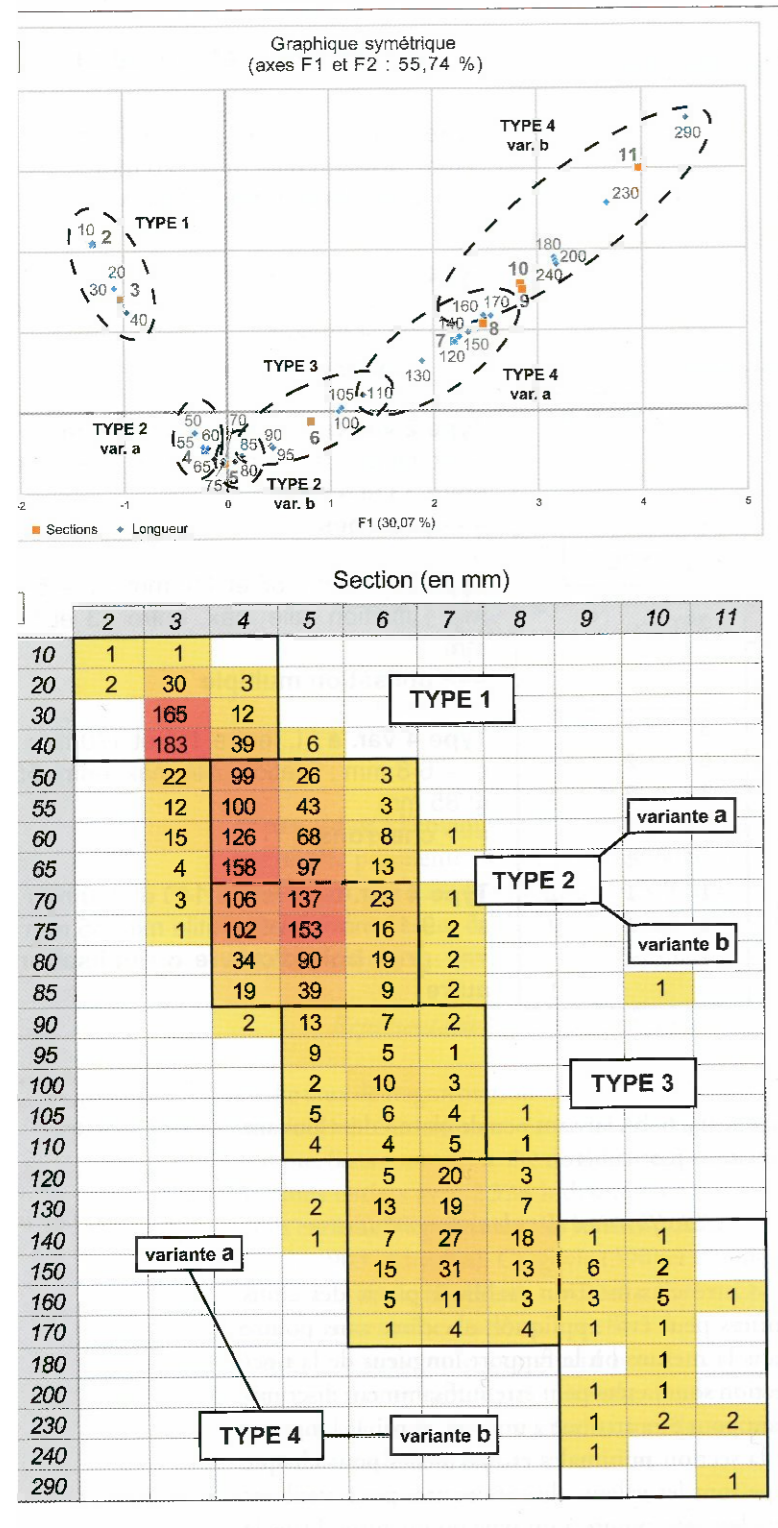 Graphique symétrique
(axes F1 et F2 : 55,74 %)
TYPE 4
var. b
290
11
230
10
2
TYPE 1
180
200
20
240
10
30
3
9
40
160
170
140
8
7
150
120
TYPE 3
130
TYPE 4
var. a
105
110
100
50
70
TYPE 2
var. a
60
90
6
55
85
4
95
65
5
80
75
TYPE 2
var. b
-2 -1 0 1 2 3 4 5
F1 (30,07 %)
Sections Longueur
Section (en mm)
2 3 4 5 6 7 8 9 10 11
10 1 1
20 2 30 3
TYPE 1
30 165 12
40 183 39 6
50 22 99 26 3
55 12 100 43 3
variante a
60 15 126 68 8 1
65 4 158 97 13
TYPE 2
70 3 106 137 23 1
75 1 102 153 16 2
variante b
80 34 90 19 2
85 19 39 9 2 1
90 2 13 7 2
95 9 5 1
100 2 10 3
TYPE 3
105 5 6 4 1
110 4 4 5 1
120 5 20 3
130 2 13 19 7
140 1 7 27 18 1 1
variante a
150 15 31 13 6 2
160 5 11 3 3 5 1
170 1 4 4 1 1
180 1
200 1 1
230 1 2 2
TYPE 4
variante b
240 1
290 1